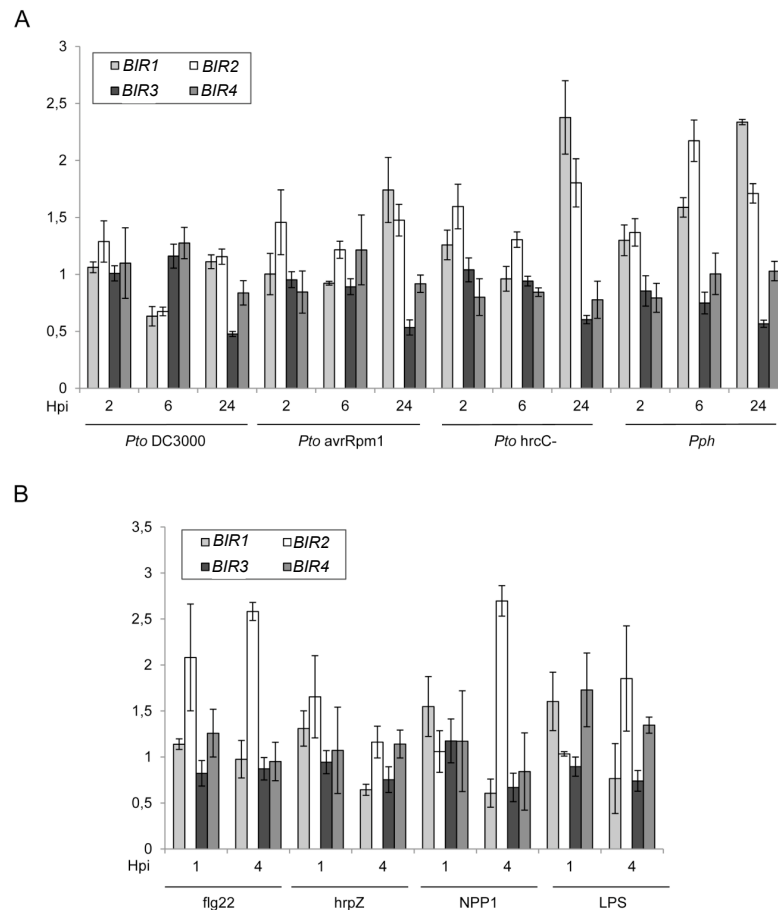 A
3
2,5
2
1,5
1
0,5
0
BIR1 BIR2
BIR3 BIR4
Hpi 2 6 24 2 6 24 2 6 24 2 6 24
Pto DC3000 Pto avrRpm1 Pto hrcC- Pph
B
3,5
3
2,5
2
1,5
1
0,5
0
BIR1 BIR2
BIR3 BIR4
Hpi 1 4 1 4 1 4 1 4
flg22 hrpZ NPP1 LPS